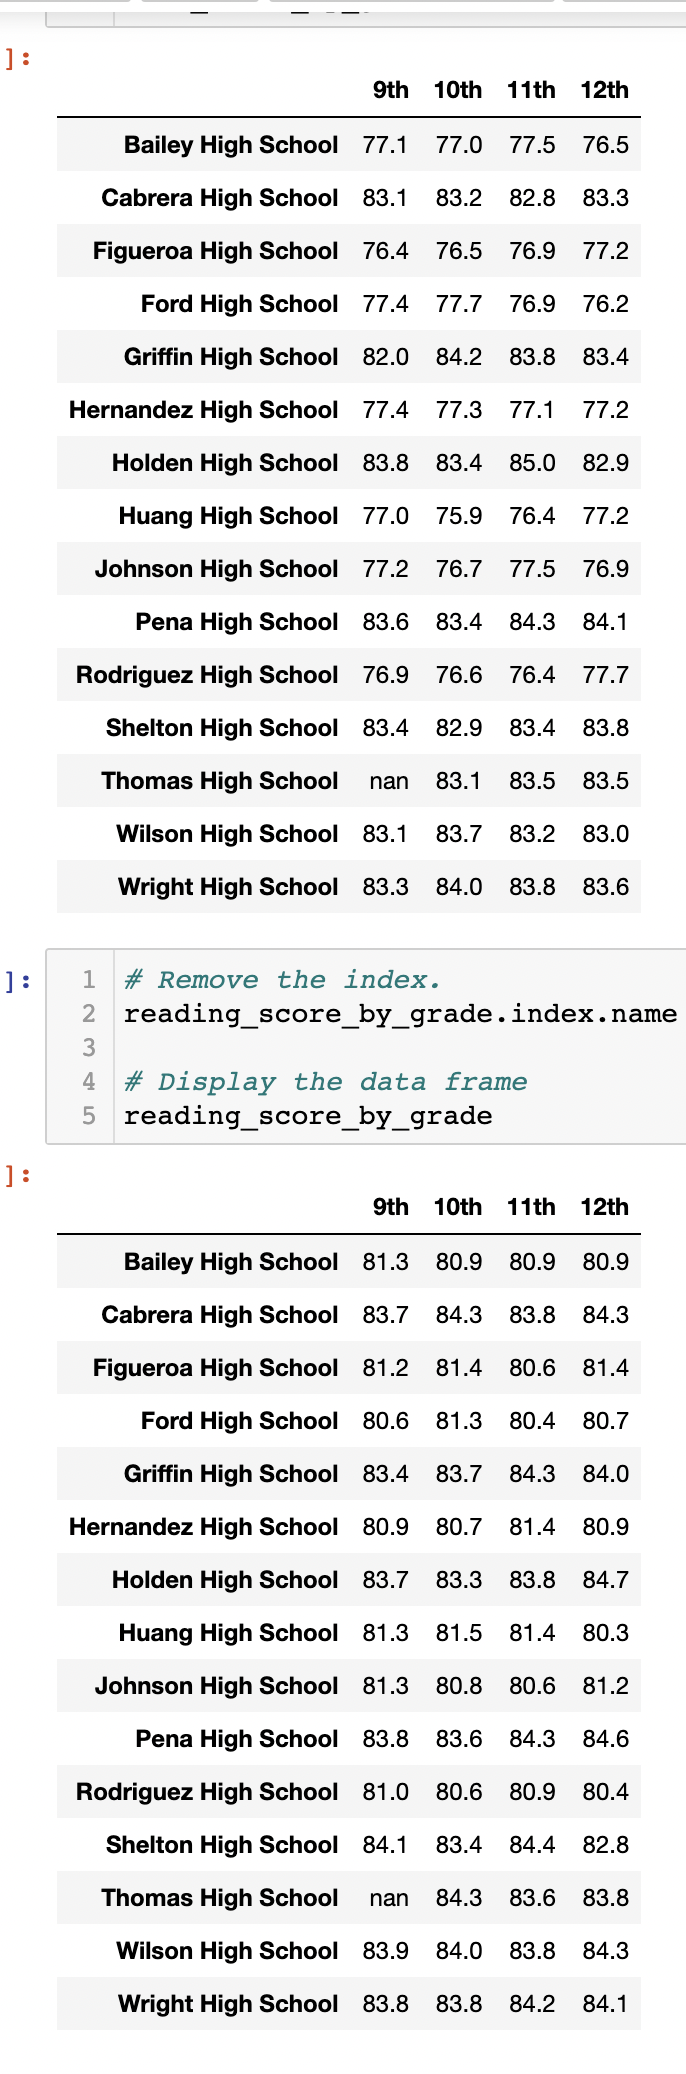 ]:
9th 10th 11th 12th
Bailey High School 77.1 77.0 77.5 76.5
Cabrera High School 83.1 83.2 82.8 83.3
Figueroa High School 76.4 76.5 76.9 77.2
Ford High School 77.4 77.7 76.9 76.2
Griffin High School 82.0 84.2 83.8 83.4
Hernandez High School 77.4 77.3 77.1 77.2
Holden High School 83.8 83.4 85.0 82.9
Huang High School 77.0 75.9 76.4 77.2
Johnson High School 77.2 76.7 77.5 76.9
Pena High School 83.6 83.4 84.3 84.1
Rodriguez High School 76.9 76.6 76.4 77.7
Shelton High School 83.4 82.9 83.4 83.8
Thomas High School nan 83.1 83.5 83.5
Wilson High School 83.1 83.7 83.2 83.0
Wright High School 83.3 84.0 83.8 83.6
]: 1 # Remove the index.
2 reading_score_by_grade.index.name
3
4 # Display the data frame
5 reading_score_by_grade
]:
9th 10th 11th 12th
Bailey High School 81.3 80.9 80.9 80.9
Cabrera High School 83.7 84.3 83.8 84.3
Figueroa High School 81.2 81.4 80.6 81.4
Ford High School 80.6 81.3 80.4 80.7
Griffin High School 83.4 83.7 84.3 84.0
Hernandez High School 80.9 80.7 81.4 80.9
Holden High School 83.7 83.3 83.8 84.7
Huang High School 81.3 81.5 81.4 80.3
Johnson High School 81.3 80.8 80.6 81.2
Pena High School 83.8 83.6 84.3 84.6
Rodriguez High School 81.0 80.6 80.9 80.4
Shelton High School 84.1 83.4 84.4 82.8
Thomas High School nan 84.3 83.6 83.8
Wilson High School 83.9 84.0 83.8 84.3
Wright High School 83.8 83.8 84.2 84.1